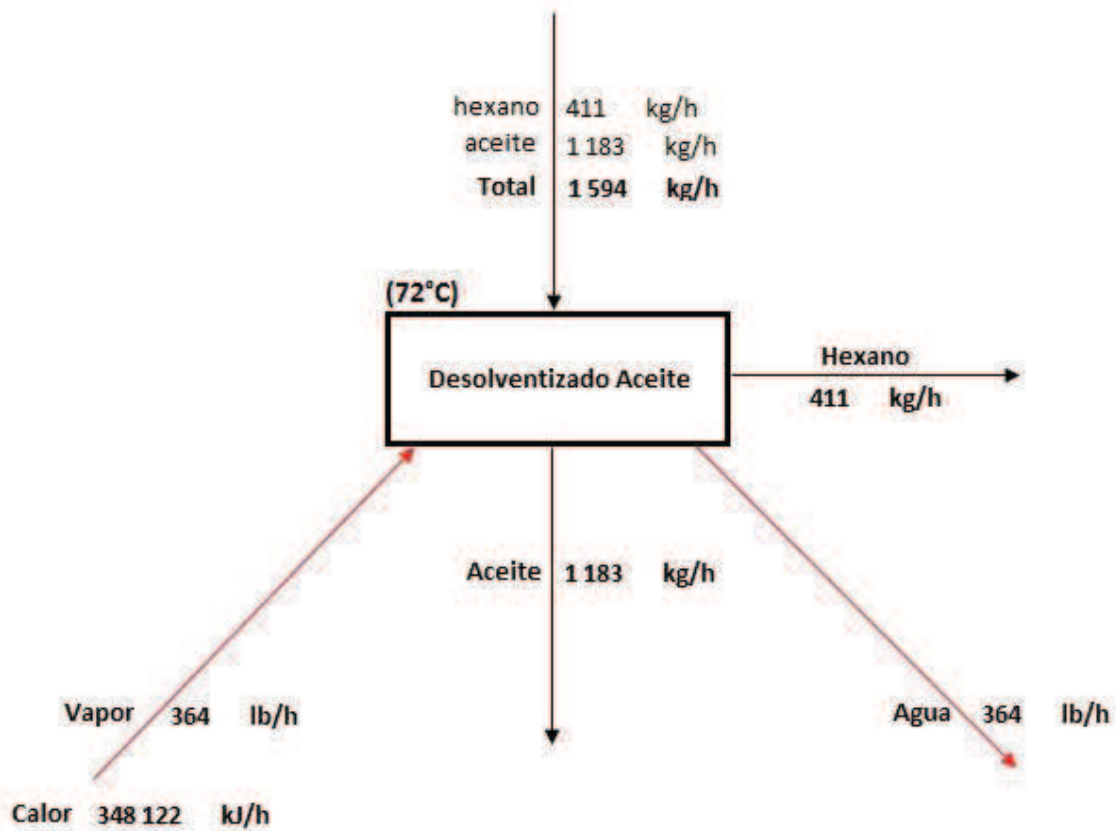 hexano 411 kg/h
aceite 1 183 kg/h
Total 1 594 kg/h
(72°C)
Desolventizado Aceite
Hexano
411 kg/h
Aceite 1 183 kg/h
Vapor 364 lb/h
Agua 364 lb/h
Calor 348 122 kJ/h